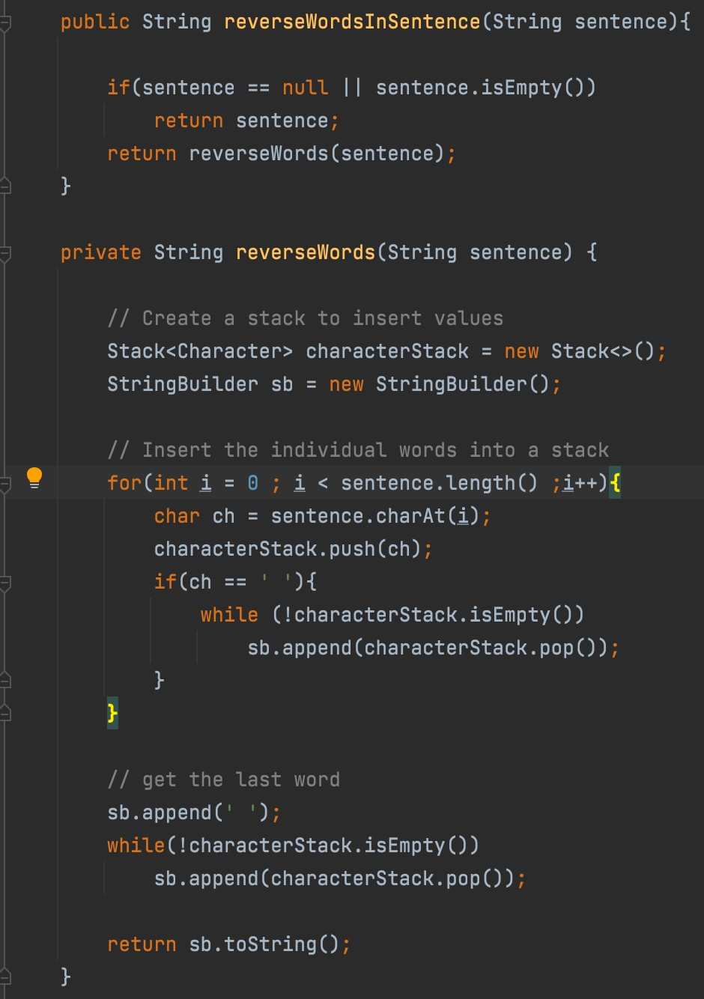 public String reverseWordsInSentence(String sentence){
if(sentence == null || sentence.isEmpty())
return sentence;
return reverseWords(sentence);
}
private String reverseWords(String sentence) {
// Create a stack to insert values
Stack<Character> characterStack = new Stack<>();
StringBuilder sb = new StringBuilder();
// Insert the individual words into a stack
for(int i = 0 ; i < sentence.length() ;i++){
char ch = sentence.charAt(i);
characterStack.push(ch);
if(ch == ' '){
while (!characterStack.isEmpty())
sb.append(characterStack.pop());
}
}
// get the last word
sb.append(' ');
while(!characterStack.isEmpty())
sb.append(characterStack.pop());
return sb.toString();
}